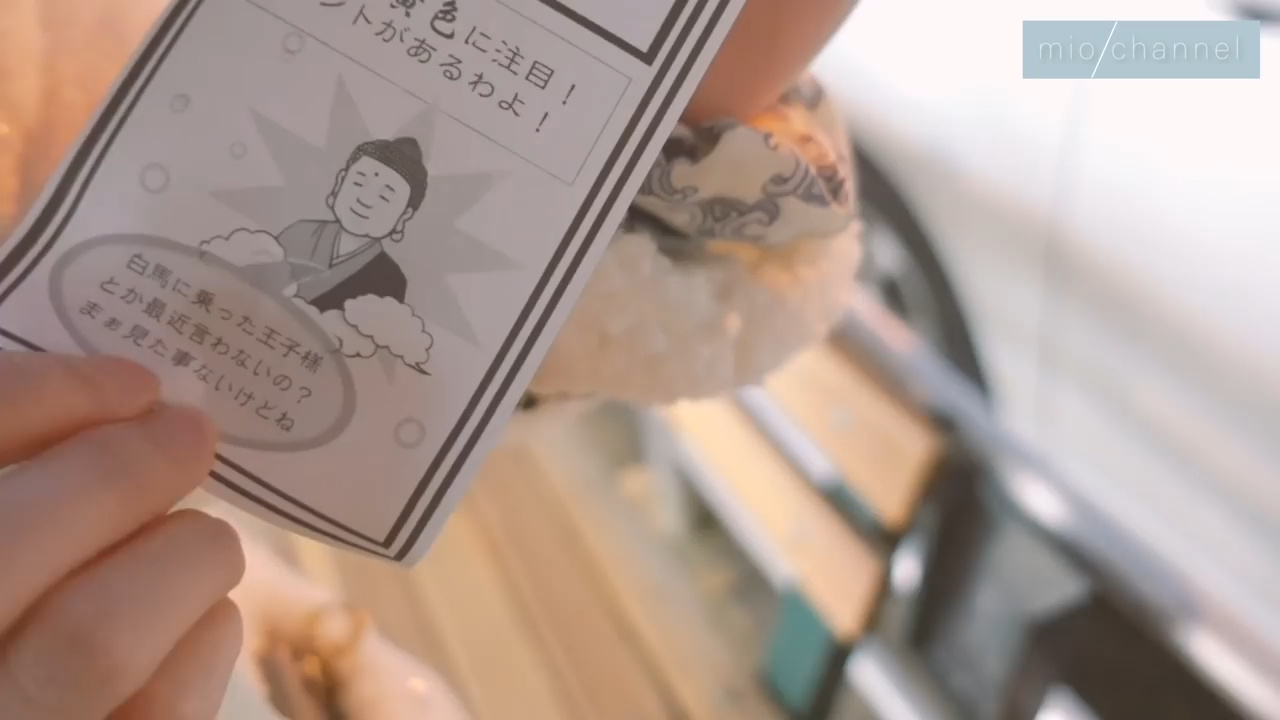 mio/channel
黄色に注目！
ントがあるわよ！
白馬に乗った王子様
とか最近言わないの？
まぁ見た事ないけどね